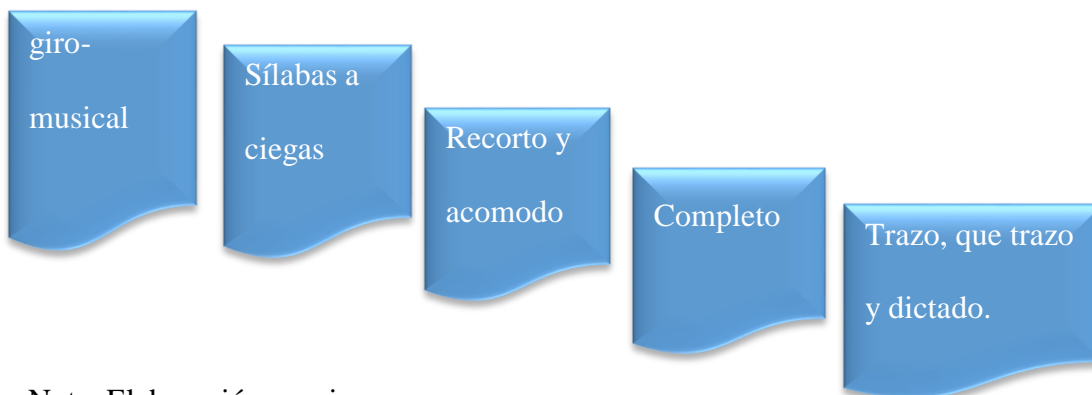 giro-
musical
Sílabas a
ciegas
Recorto y
acomodo
Completo
Trazo, que trazo
y dictado.